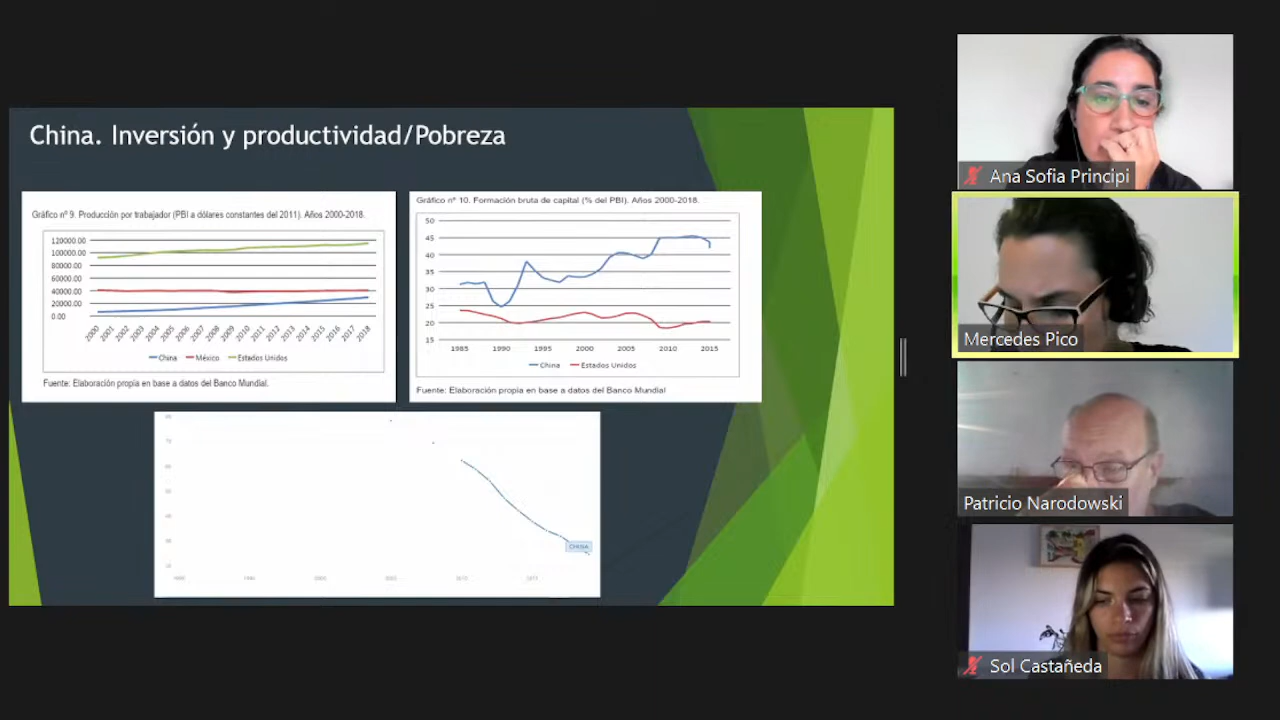 China. Inversión y productividad/Pobreza
Gráfico nº 9. Producción por trabajador (PBI a dólares constantes del 2011). Años 2000-2018.
120000.00
100000.00
80000.00
60000.00
40000.00
20000.00
0.00
2000 2001 2002 2003 2004 2005 2006 2007 2008 2009 2010 2011 2012 2013 2014 2015 2016 2017 2018
China México Estados Unidos
Fuente: Elaboración propia en base a datos del Banco Mundial.
Gráfico nº 10. Formación bruta de capital (% del PBI). Años 2000-2018.
50
45
40
35
30
25
20
15
1985 1990 1995 2000 2005 2010 2015
China Estados Unidos
Fuente: Elaboración propia en base a datos del Banco Mundial
CHINA
Ana Sofia Principi
Mercedes Pico
Patricio Narodowski
Sol Castañeda